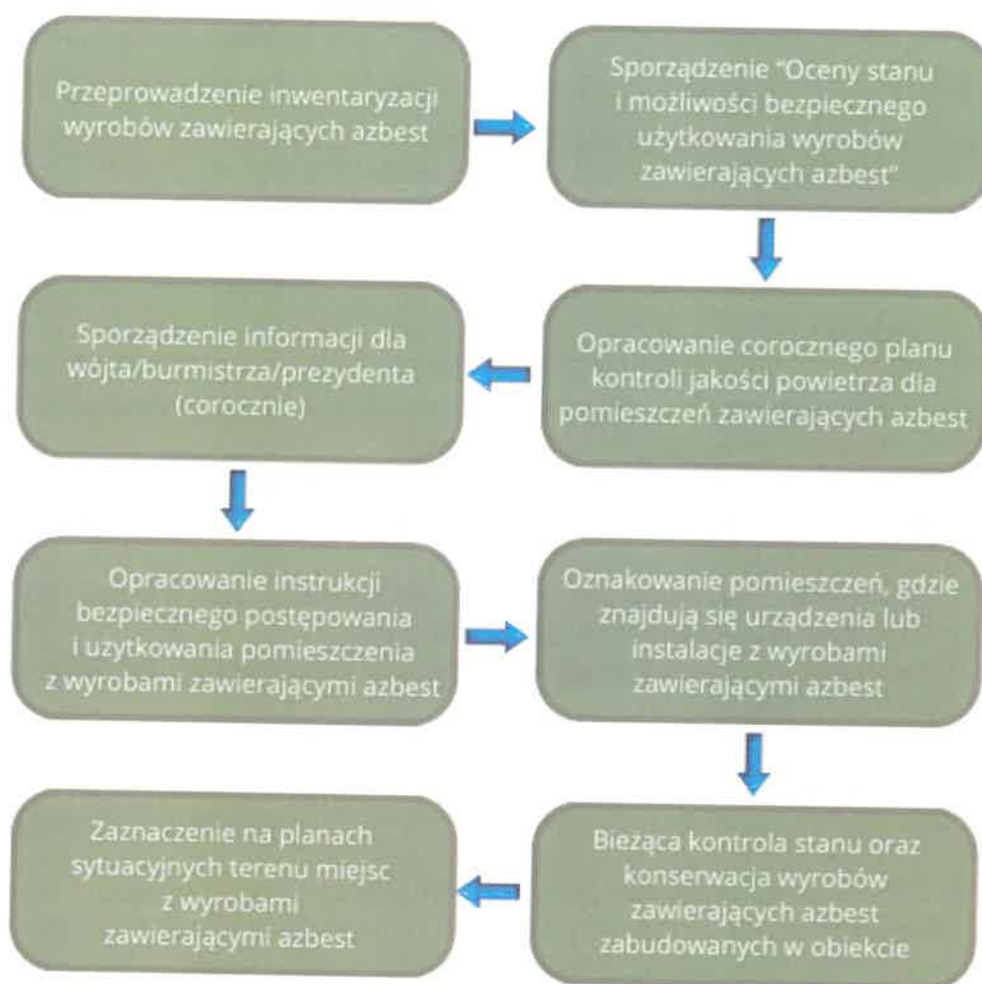 Przeprowadzenie inwentaryzacji
wyrobów zawierających azbest
Sporządzenie "Oceny stanu
i możliwości bezpiecznego
użytkowania wyrobów
zawierających azbest"
Opracowanie corocznego planu
kontroli jakości powietrza dla
pomieszczeń zawierających azbest
Sporządzenie informacji dla
wójta/burmistrza/prezydenta
(corocznie)
Opracowanie instrukcji
bezpiecznego postępowania
i użytkowania pomieszczenia
z wyrobami zawierającymi azbest
Oznakowanie pomieszczeń, gdzie
znajdują się urządzenia lub
instalacje z wyrobami
zawierającymi azbest
Bieżąca kontrola stanu oraz
konserwacja wyrobów
zawierających azbest
zabudowanych w obiekcie
Zaznaczenie na planach
sytuacyjnych terenu miejsc
z wyrobami
zawierającymi azbest